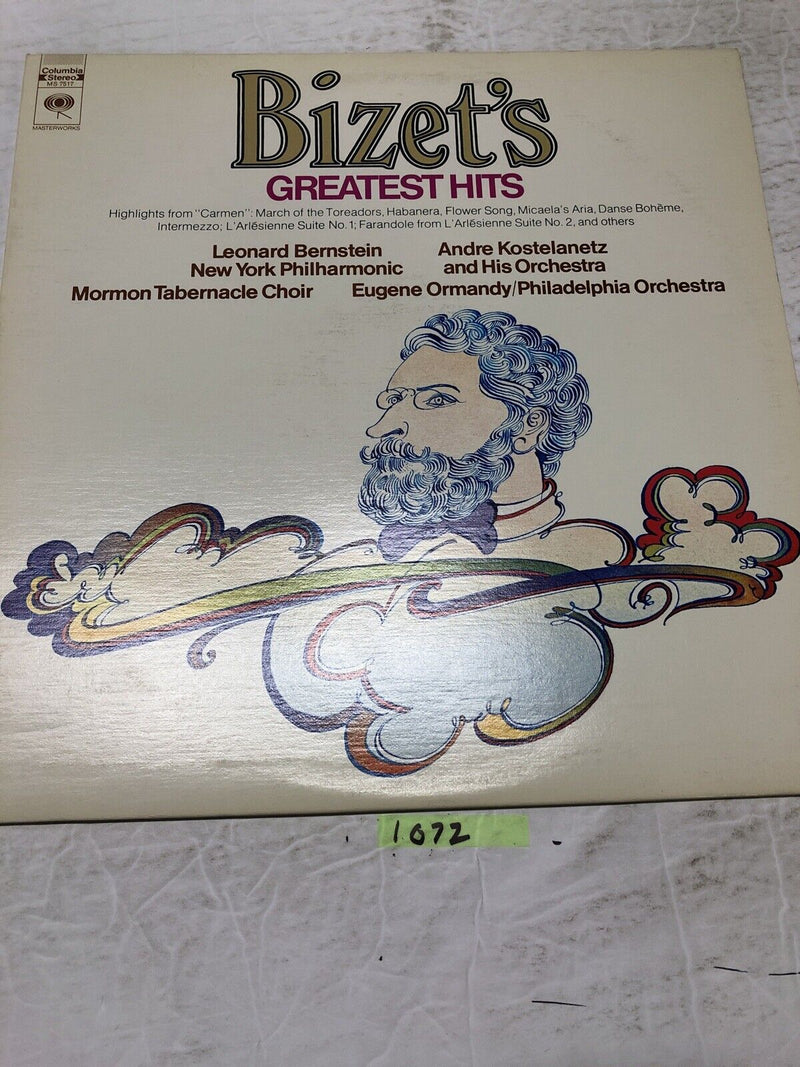 Columbia
Stereo
MS 7517
MASTERWORKS
Bizet's
GREATEST HITS
Highlights from "Carmen": March of the Toreadors, Habanera, Flower Song, Micaela's Aria, Danse Bohème,
Intermezzo; L'Arlésienne Suite No. 1; Farandole from L'Arlésienne Suite No. 2, and others
Leonard Bernstein
New York Philharmonic
Andre Kostelanetz
and His Orchestra
Mormon Tabernacle Choir
Eugene Ormandy/Philadelphia Orchestra
1072